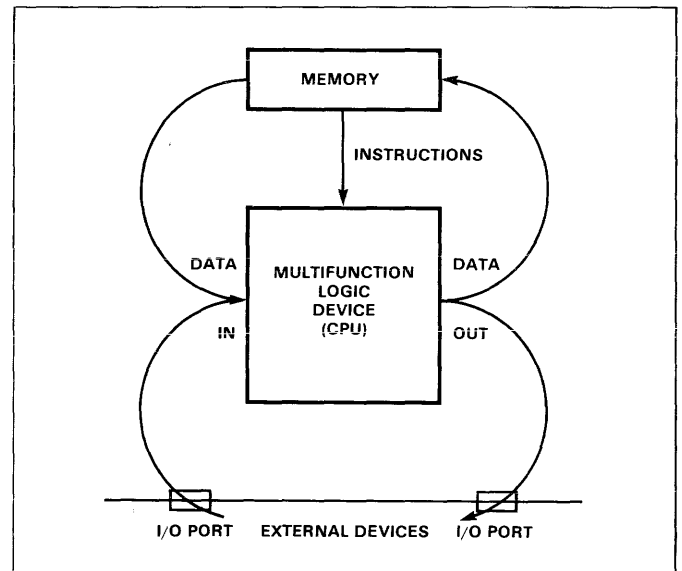 MEMORY
INSTRUCTIONS
DATA
MULTIFUNCTION
LOGIC
DEVICE
(CPU)
DATA
IN
OUT
I/O PORT
EXTERNAL DEVICES
I/O PORT